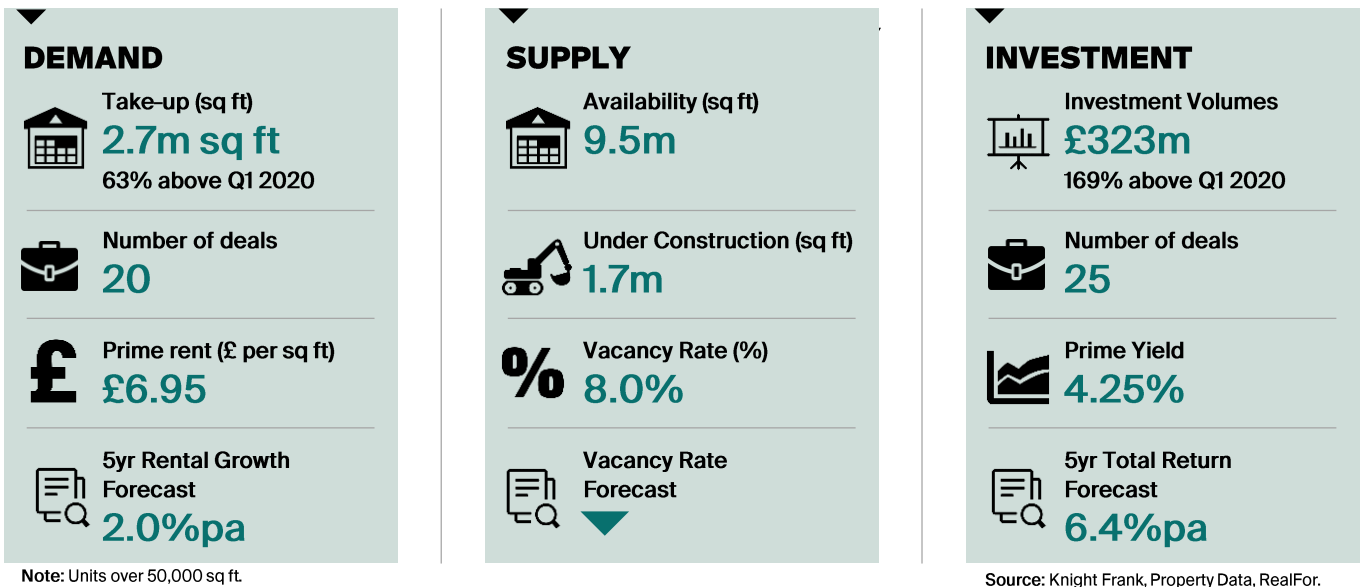 DEMAND
Take-up (sq ft)
2.7m sq ft
63% above Q1 2020
Number of deals
20
£
Prime rent (£ per sq ft)
£6.95
5yr Rental Growth
Forecast
2.0%pa
Note: Units over 50,000 sq ft.
SUPPLY
Availability (sq ft)
9.5m
Under Construction (sq ft)
1.7m
%
Vacancy Rate (%)
8.0%
Vacancy Rate
Forecast
INVESTMENT
Investment Volumes
£323m
169% above Q1 2020
Number of deals
25
Prime Yield
4.25%
5yr Total Return
Forecast
6.4%pa
Source: Knight Frank, Property Data, RealFor.